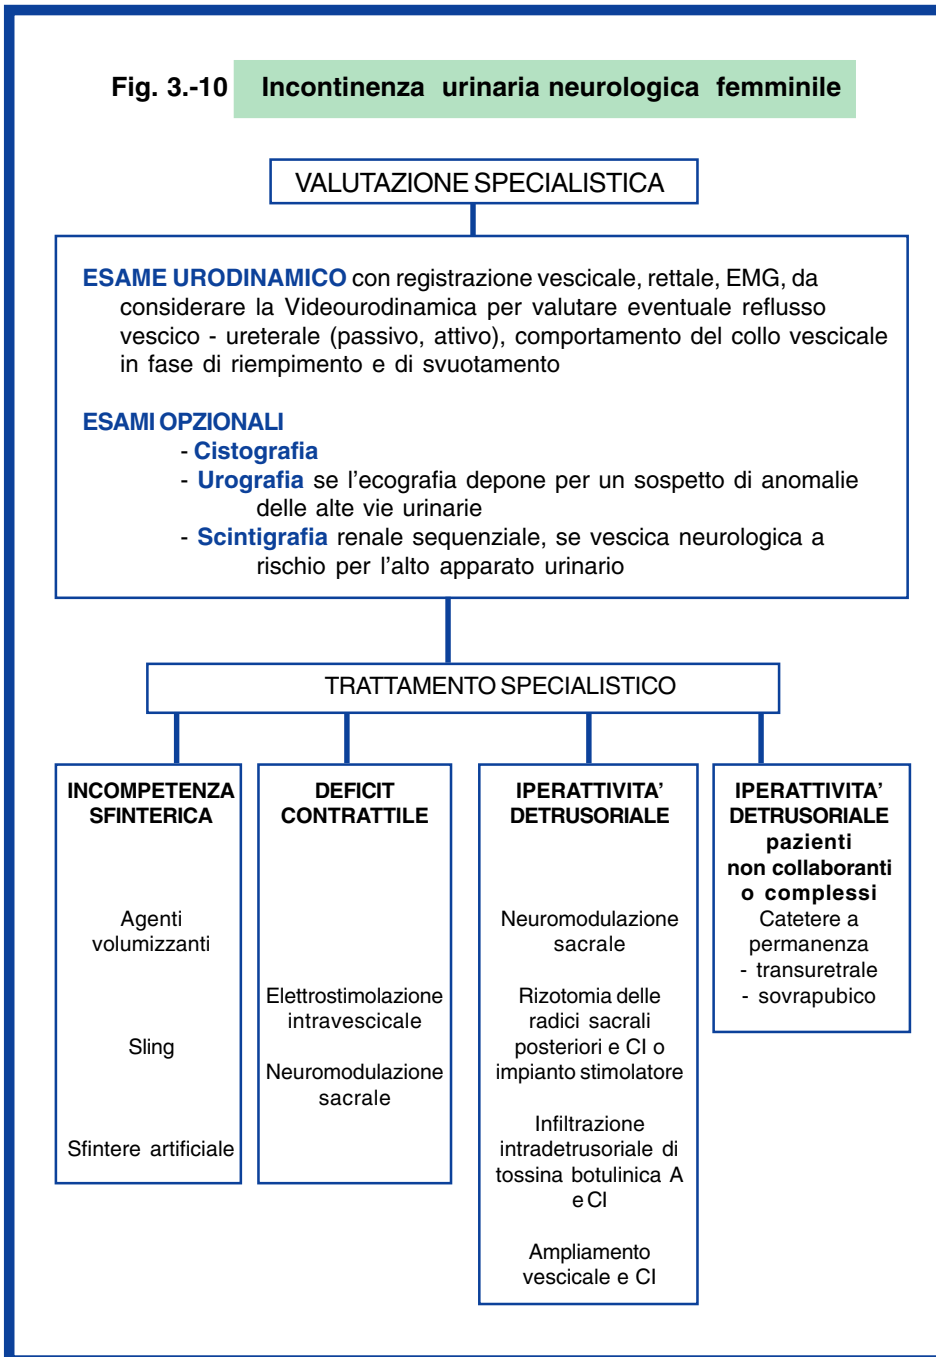 Fig. 3.-10 Incontinenza urinaria neurologica femminile
VALUTAZIONE SPECIALISTICA
ESAME URODINAMICO con registrazione vescicale, rettale, EMG, da
considerare la Videourodinamica per valutare eventuale reflusso
vescico - ureterale (passivo, attivo), comportamento del collo vescicale
in fase di riempimento e di svuotamento
ESAMI OPZIONALI
- Cistografia
- Urografia se l'ecografia depone per un sospetto di anomalie
delle alte vie urinarie
- Scintigrafia renale sequenziale, se vescica neurologica a
rischio per l'alto apparato urinario
TRATTAMENTO SPECIALISTICO
INCOMPETENZA
SFINTERICA
Agenti
volumizzanti
Sling
Sfintere artificiale
DEFICIT
CONTRATTILE
Elettrostimolazione
intravescicale
Neuromodulazione
sacrale
IPERATTIVITA'
DETRUSORIALE
Neuromodulazione
sacrale
Rizotomia delle
radici sacrali
posteriori e CI o
impianto stimolatore
Infiltrazione
intradetrusoriale di
tossina botulinica A
e CI
Ampliamento
vescicale e CI
IPERATTIVITA'
DETRUSORIALE
pazienti
non collaboranti
o complessi
Catetere a
permanenza
- transuretrale
- sovrapubico